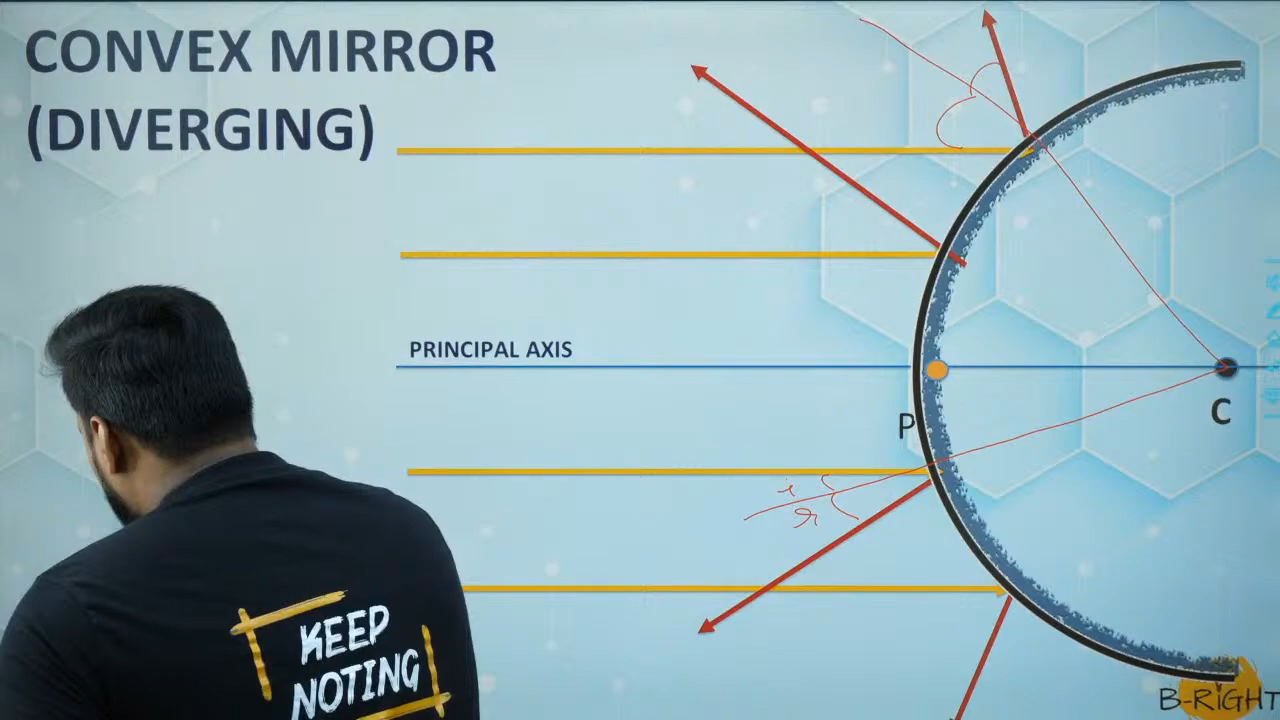 CONVEX MIRROR
(DIVERGING)
PRINCIPAL AXIS
P
C
i
r
KEEP
NOTING
B-RiGHT